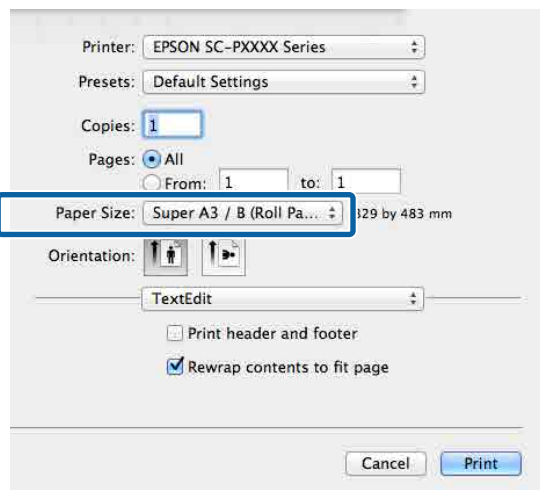 Printer: EPSON SC-PXXXX Series
Presets: Default Settings
Copies: 1
Pages: All
From: 1 to: 1
Paper Size: Super A3 / B (Roll Pa... 329 by 483 mm
Orientation:
TextEdit
Print header and footer
Rewrap contents to fit page
Cancel Print